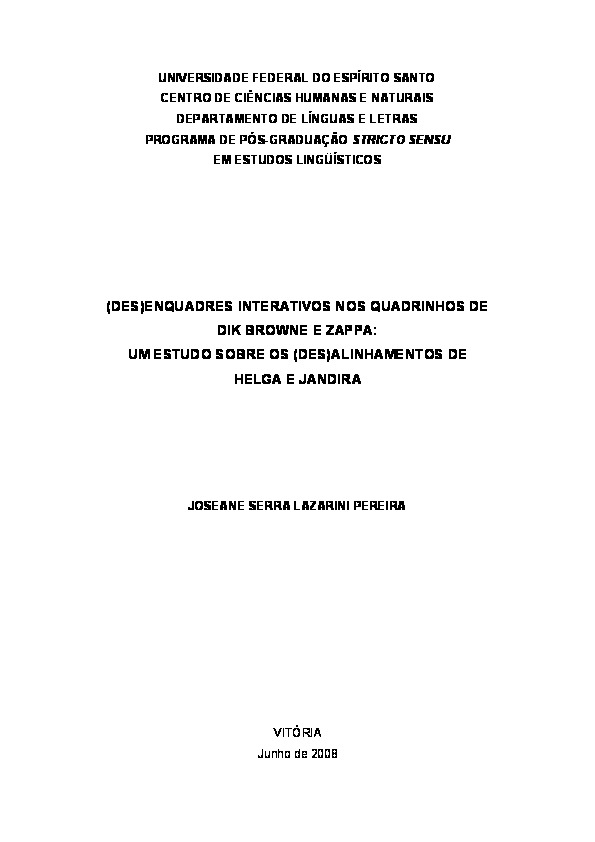 UNIVERSIDADE FEDERAL DO ESPÍRITO SANTO
CENTRO DE CIÊNCIAS HUMANAS E NATURAIS
DEPARTAMENTO DE LÍNGUAS E LETRAS
PROGRAMA DE PÓS-GRADUAÇÃO STRICTO SENSU
EM ESTUDOS LINGÜÍSTICOS
(DES)ENQUADRES INTERATIVOS NOS QUADRINHOS DE
DIK BROWNE E ZAPPA:
UM ESTUDO SOBRE OS (DES)ALINHAMENTOS DE
HELGA E JANDIRA
JOSEANE SERRA LAZARINI PEREIRA
VITÓRIA
Junho de 2008